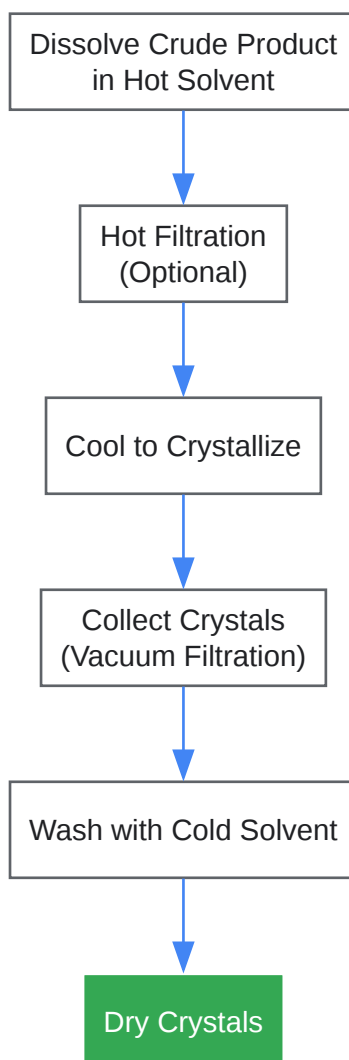 Dissolve Crude Product
in Hot Solvent
Hot Filtration
(Optional)
Cool to Crystallize
Collect Crystals
(Vacuum Filtration)
Wash with Cold Solvent
Dry Crystals